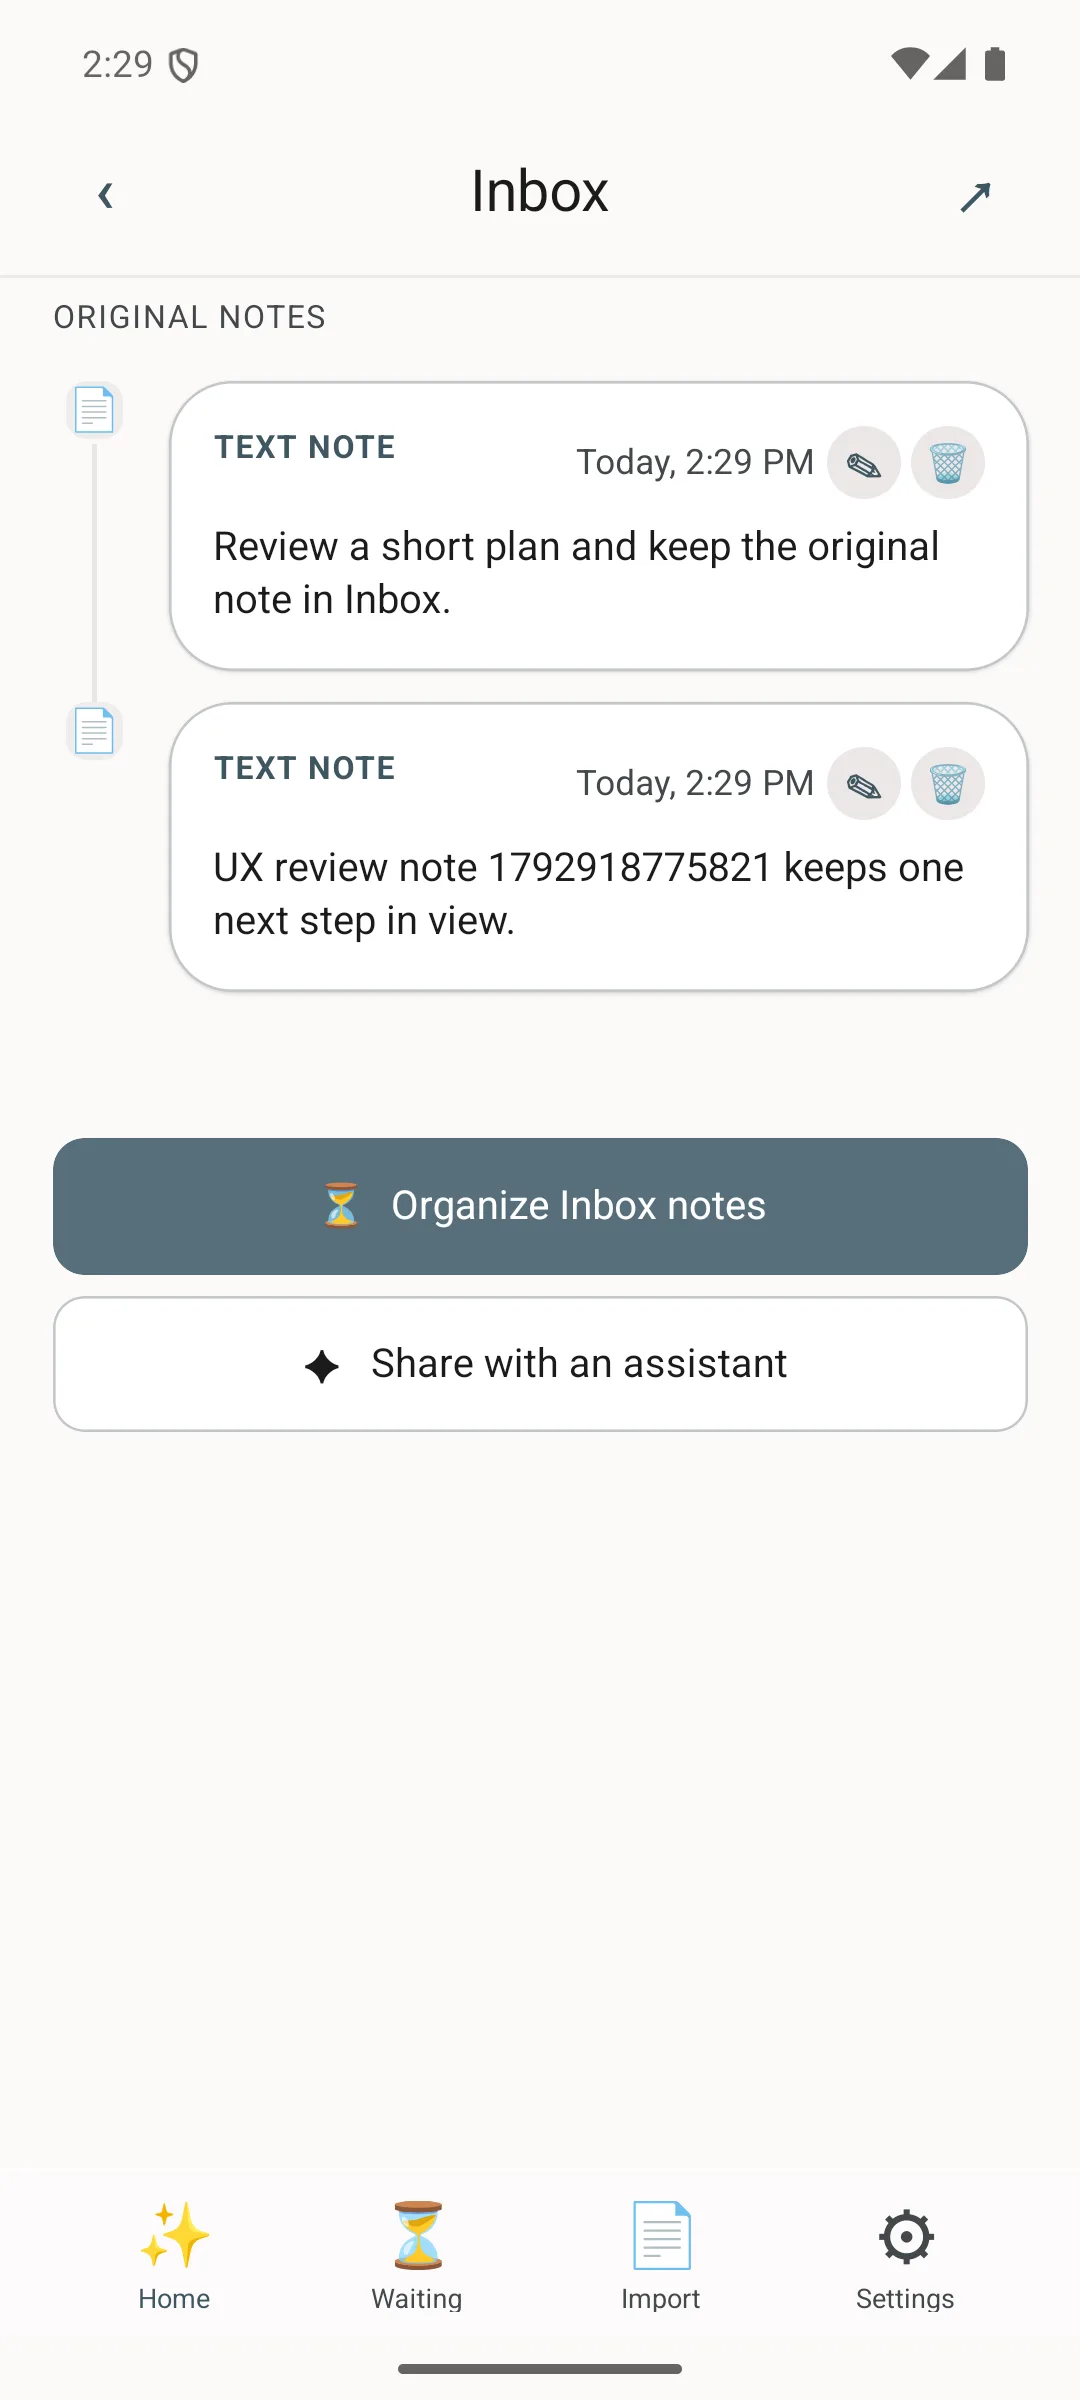 2:29
Inbox
ORIGINAL NOTES
TEXT NOTE
Today, 2:29 PM
Review a short plan and keep the original
note in Inbox.
TEXT NOTE
Today, 2:29 PM
UX review note 1792918775821 keeps one
next step in view.
Organize Inbox notes
Share with an assistant
Home
Waiting
Import
Settings